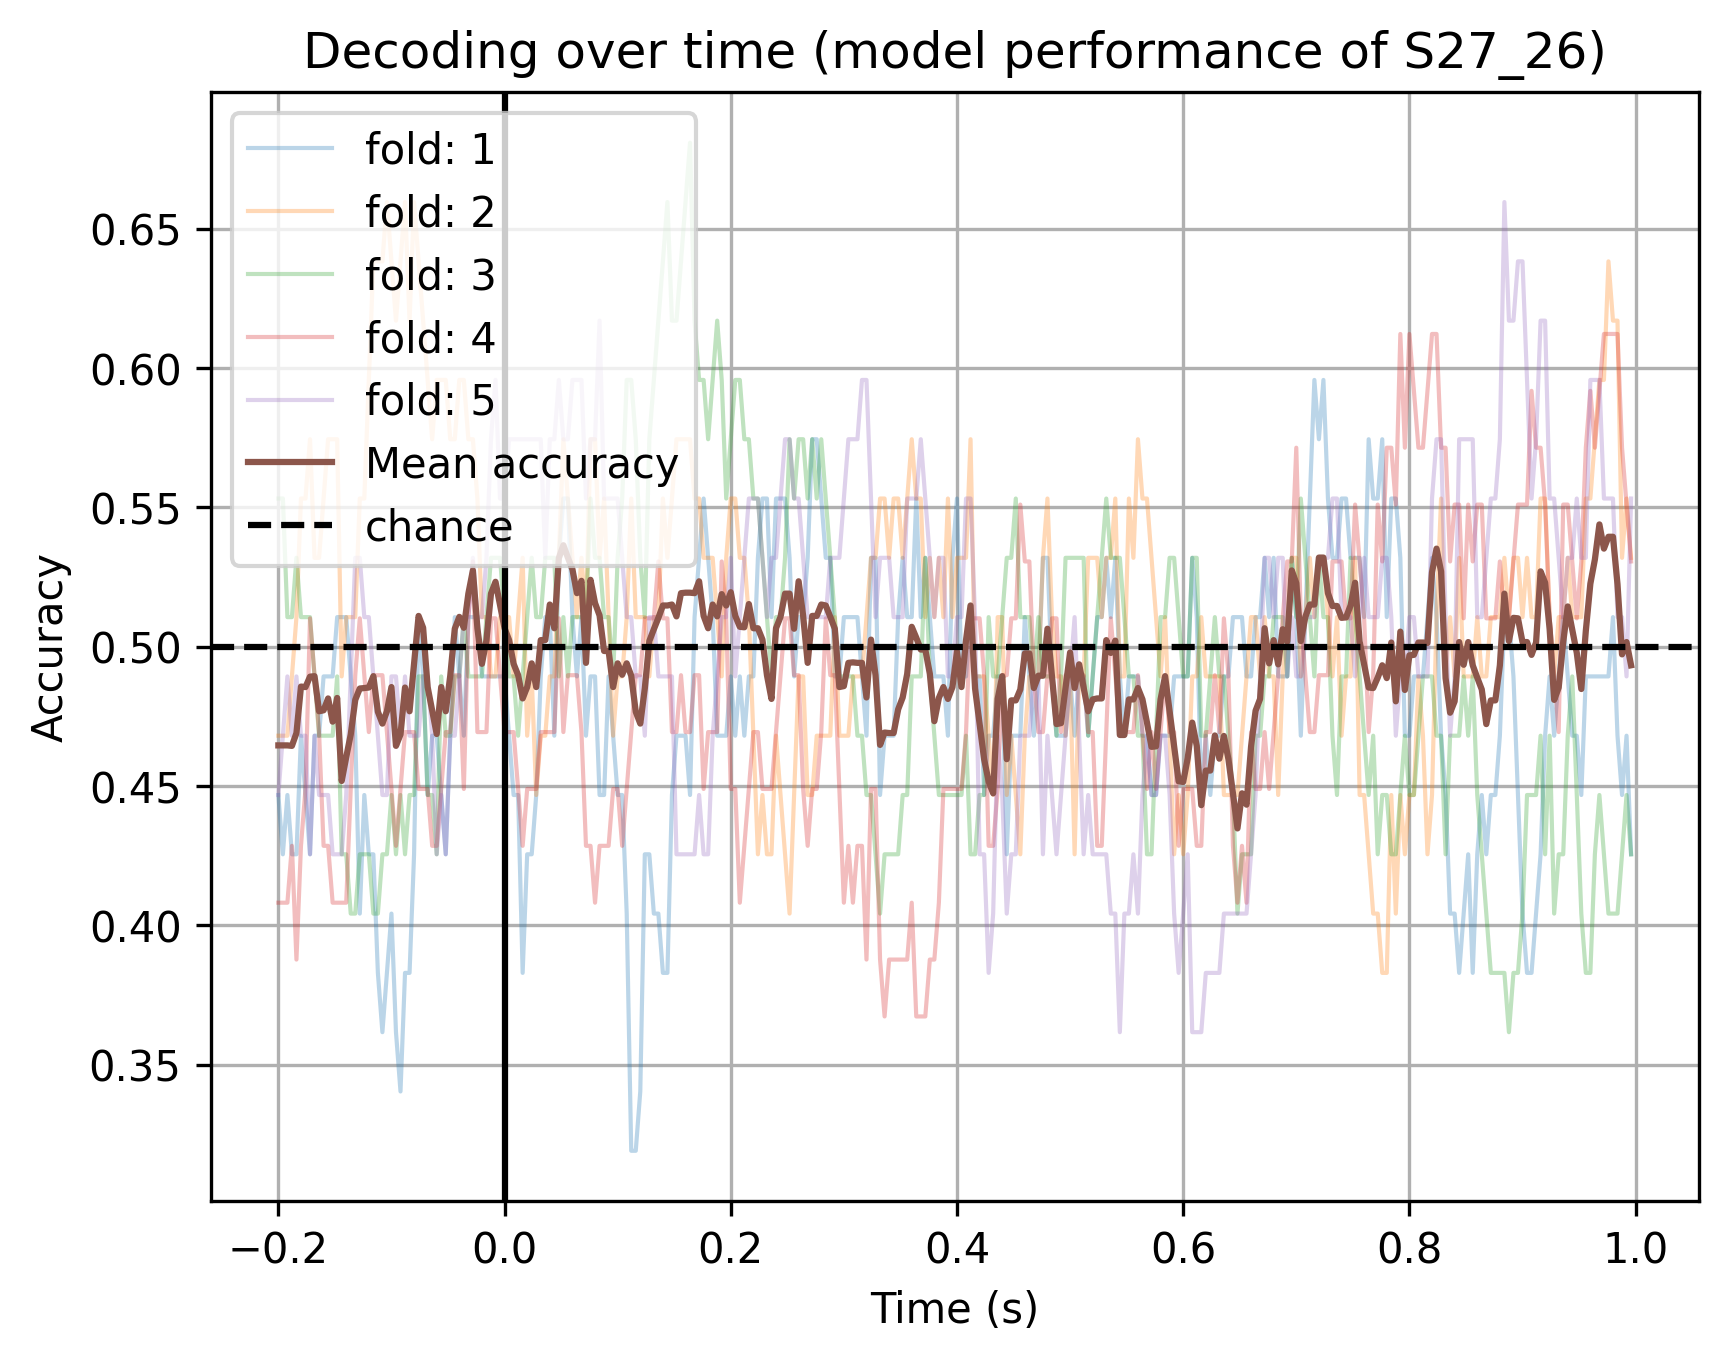 Decoding over time (model performance of S27_26)
fold: 1
fold: 2
fold: 3
fold: 4
fold: 5
Mean accuracy
chance
Accuracy
0.65
0.60
0.55
0.50
0.45
0.40
0.35
−0.2 0.0 0.2 0.4 0.6 0.8 1.0
Time (s)